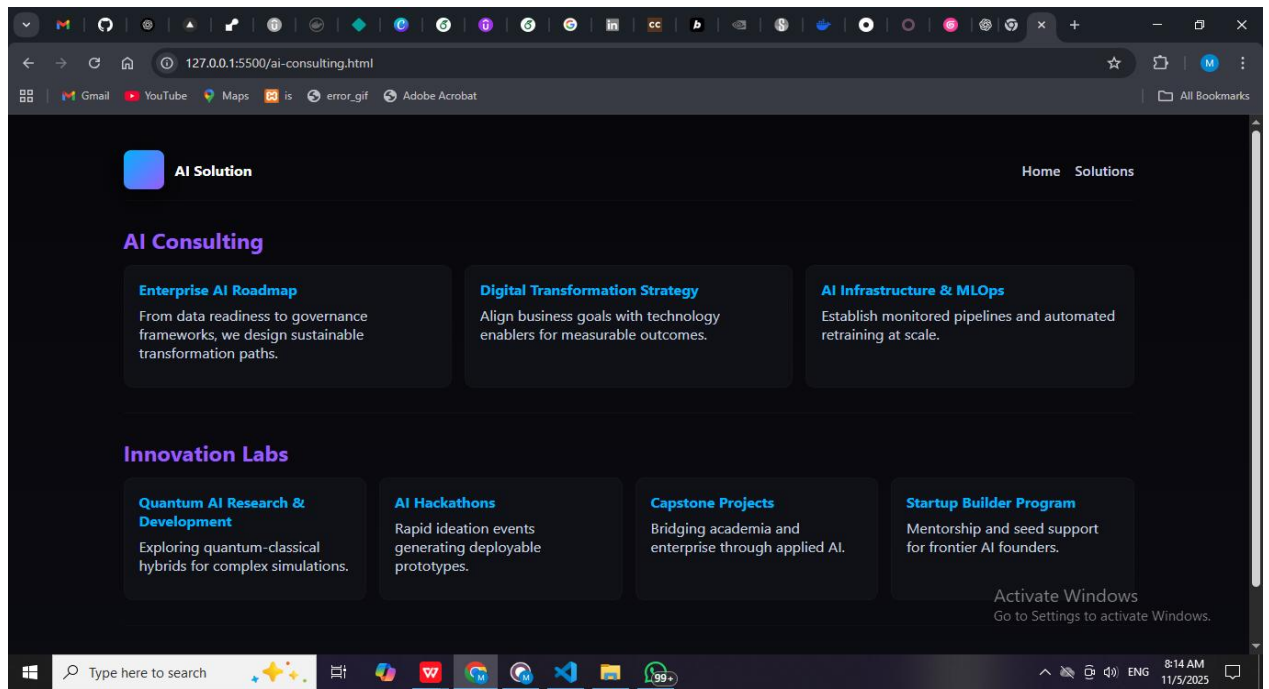 127.0.0.1:5500/ai-consulting.html
M
Gmail YouTube Maps is error_gif Adobe Acrobat All Bookmarks
AI Solution
Home Solutions
AI Consulting
Enterprise AI Roadmap
From data readiness to governance
frameworks, we design sustainable
transformation paths.
Digital Transformation Strategy
Align business goals with technology
enablers for measurable outcomes.
AI Infrastructure & MLOps
Establish monitored pipelines and automated
retraining at scale.
Innovation Labs
Quantum AI Research &
Development
Exploring quantum-classical
hybrids for complex simulations.
AI Hackathons
Rapid ideation events
generating deployable
prototypes.
Capstone Projects
Bridging academia and
enterprise through applied AI.
Startup Builder Program
Mentorship and seed support
for frontier AI founders.
Activate Windows
Go to Settings to activate Windows.
Type here to search
99+
ENG
8:14 AM
11/5/2025